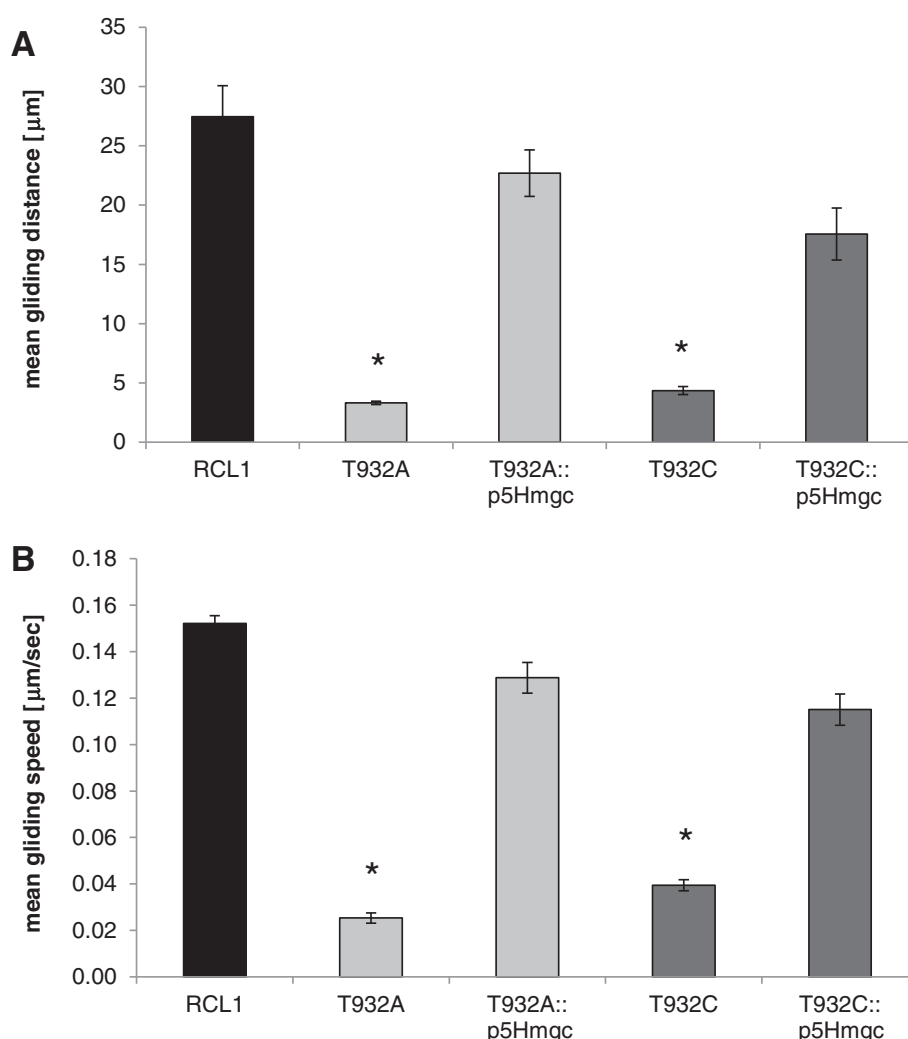 A
mean gliding distance [µm]
35
30
25
20
15
10
5
0
*
*
RCL1 T932A T932A:: T932C T932C::
p5Hmgc p5Hmgc
B
mean gliding speed [µm/sec]
0.18
0.16
0.14
0.12
0.10
0.08
0.06
0.04
0.02
0.00
*
*
RCL1 T932A T932A:: T932C T932C::
p5Hmgc p5Hmgc